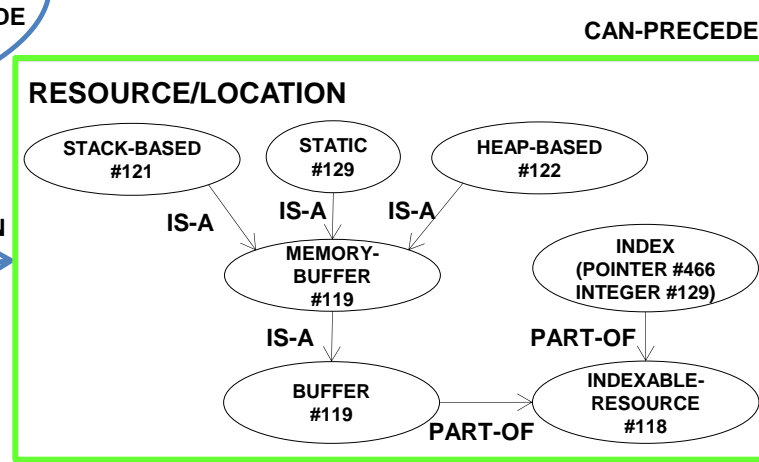 DE
CAN-PRECEDE
RESOURCE/LOCATION
STACK-BASED
#121
STATIC
#129
HEAP-BASED
#122
IS-A
IS-A
IS-A
N
MEMORY-
BUFFER
#119
INDEX
(POINTER #466
INTEGER #129)
IS-A
PART-OF
BUFFER
#119
PART-OF
INDEXABLE-
RESOURCE
#118